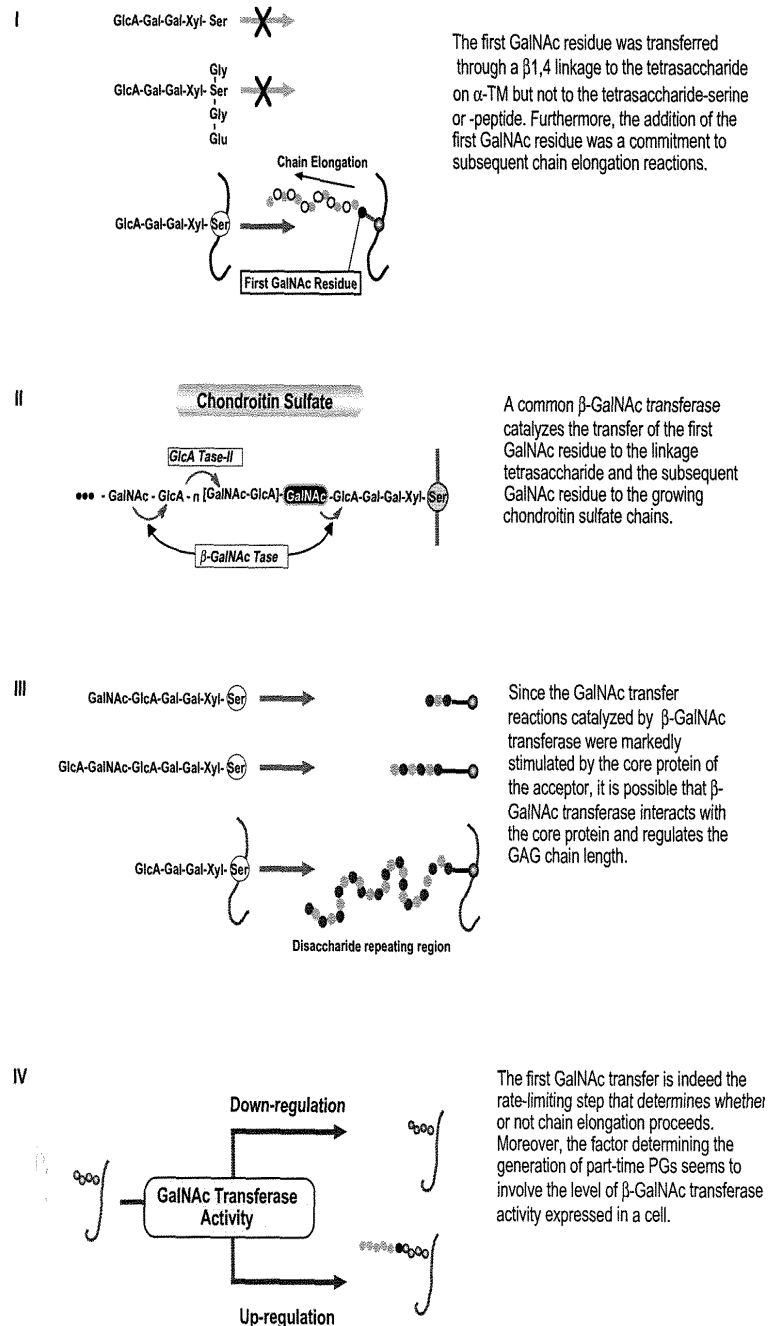 I
GlcA-Gal-Gal-Xyl- Ser
Gly
GlcA-Gal-Gal-Xyl- Ser
Gly
Glu
Chain Elongation
GlcA-Gal-Gal-Xyl- Ser
First GalNAc Residue
The first GalNAc residue was transferred
through a β1,4 linkage to the tetrasaccharide
on α-TM but not to the tetrasaccharide-serine
or -peptide. Furthermore, the addition of the
first GalNAc residue was a commitment to
subsequent chain elongation reactions.
II
Chondroitin Sulfate
GlcA Tase-II
••• - GalNAc - GlcA - n [GalNAc-GlcA]- GalNAc -GlcA-Gal-Gal-Xyl- Ser
β-GalNAc Tase
A common β-GalNAc transferase
catalyzes the transfer of the first
GalNAc residue to the linkage
tetrasaccharide and the subsequent
GalNAc residue to the growing
chondroitin sulfate chains.
III
GalNAc-GlcA-Gal-Gal-Xyl- Ser
GlcA-GalNAc-GlcA-Gal-Gal-Xyl- Ser
GlcA-Gal-Gal-Xyl- Ser
Disaccharide repeating region
Since the GalNAc transfer
reactions catalyzed by β-GalNAc
transferase were markedly
stimulated by the core protein of
the acceptor, it is possible that β-
GalNAc transferase interacts with
the core protein and regulates the
GAG chain length.
IV
Down-regulation
GalNAc Transferase
Activity
Up-regulation
The first GalNAc transfer is indeed the
rate-limiting step that determines whether
or not chain elongation proceeds.
Moreover, the factor determining the
generation of part-time PGs seems to
involve the level of β-GalNAc transferase
activity expressed in a cell.